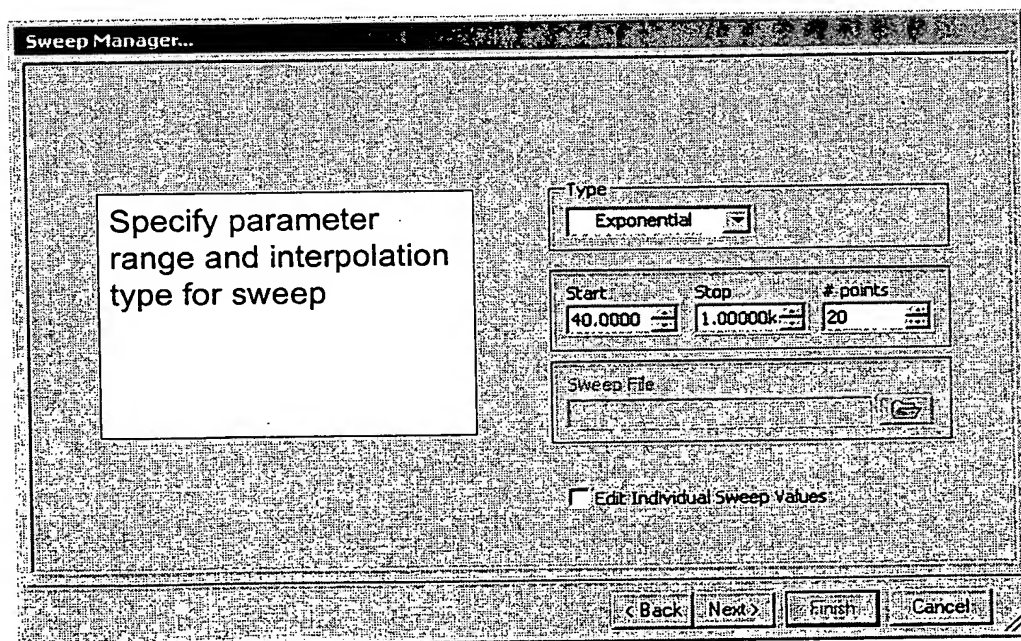 Sweep Manager...
Specify parameter
range and interpolation
type for sweep
Type
Exponential
Start Stop # points
40.0000 1.00000k 20
Sweep File
Edit Individual Sweep Values
< Back Next > Finish Cancel